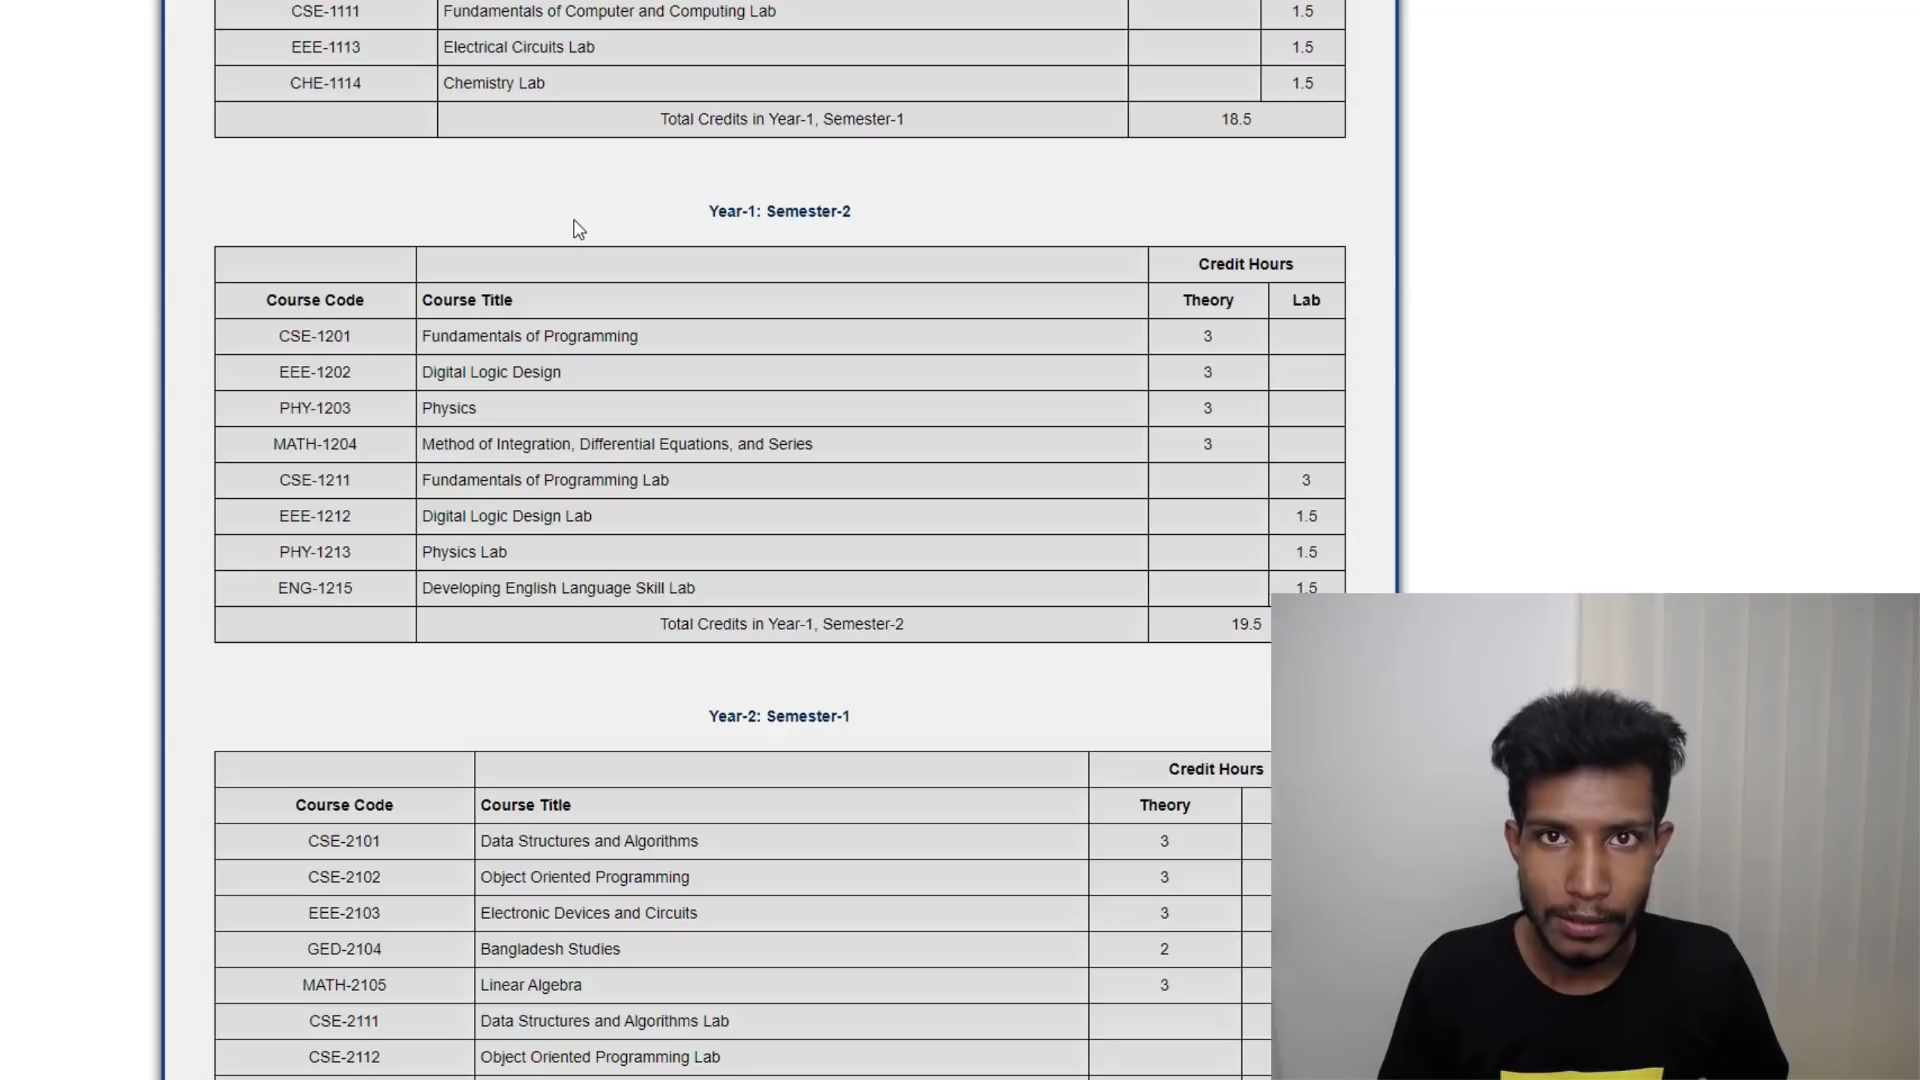 CSE-1111 Fundamentals of Computer and Computing Lab 1.5
EEE-1113 Electrical Circuits Lab 1.5
CHE-1114 Chemistry Lab 1.5
Total Credits in Year-1, Semester-1 18.5
Year-1: Semester-2
Credit Hours
Course Code Course Title Theory Lab
CSE-1201 Fundamentals of Programming 3
EEE-1202 Digital Logic Design 3
PHY-1203 Physics 3
MATH-1204 Method of Integration, Differential Equations, and Series 3
CSE-1211 Fundamentals of Programming Lab 3
EEE-1212 Digital Logic Design Lab 1.5
PHY-1213 Physics Lab 1.5
ENG-1215 Developing English Language Skill Lab 1.5
Total Credits in Year-1, Semester-2 19.5
Year-2: Semester-1
Credit Hours
Course Code Course Title Theory
CSE-2101 Data Structures and Algorithms 3
CSE-2102 Object Oriented Programming 3
EEE-2103 Electronic Devices and Circuits 3
GED-2104 Bangladesh Studies 2
MATH-2105 Linear Algebra 3
CSE-2111 Data Structures and Algorithms Lab
CSE-2112 Object Oriented Programming Lab